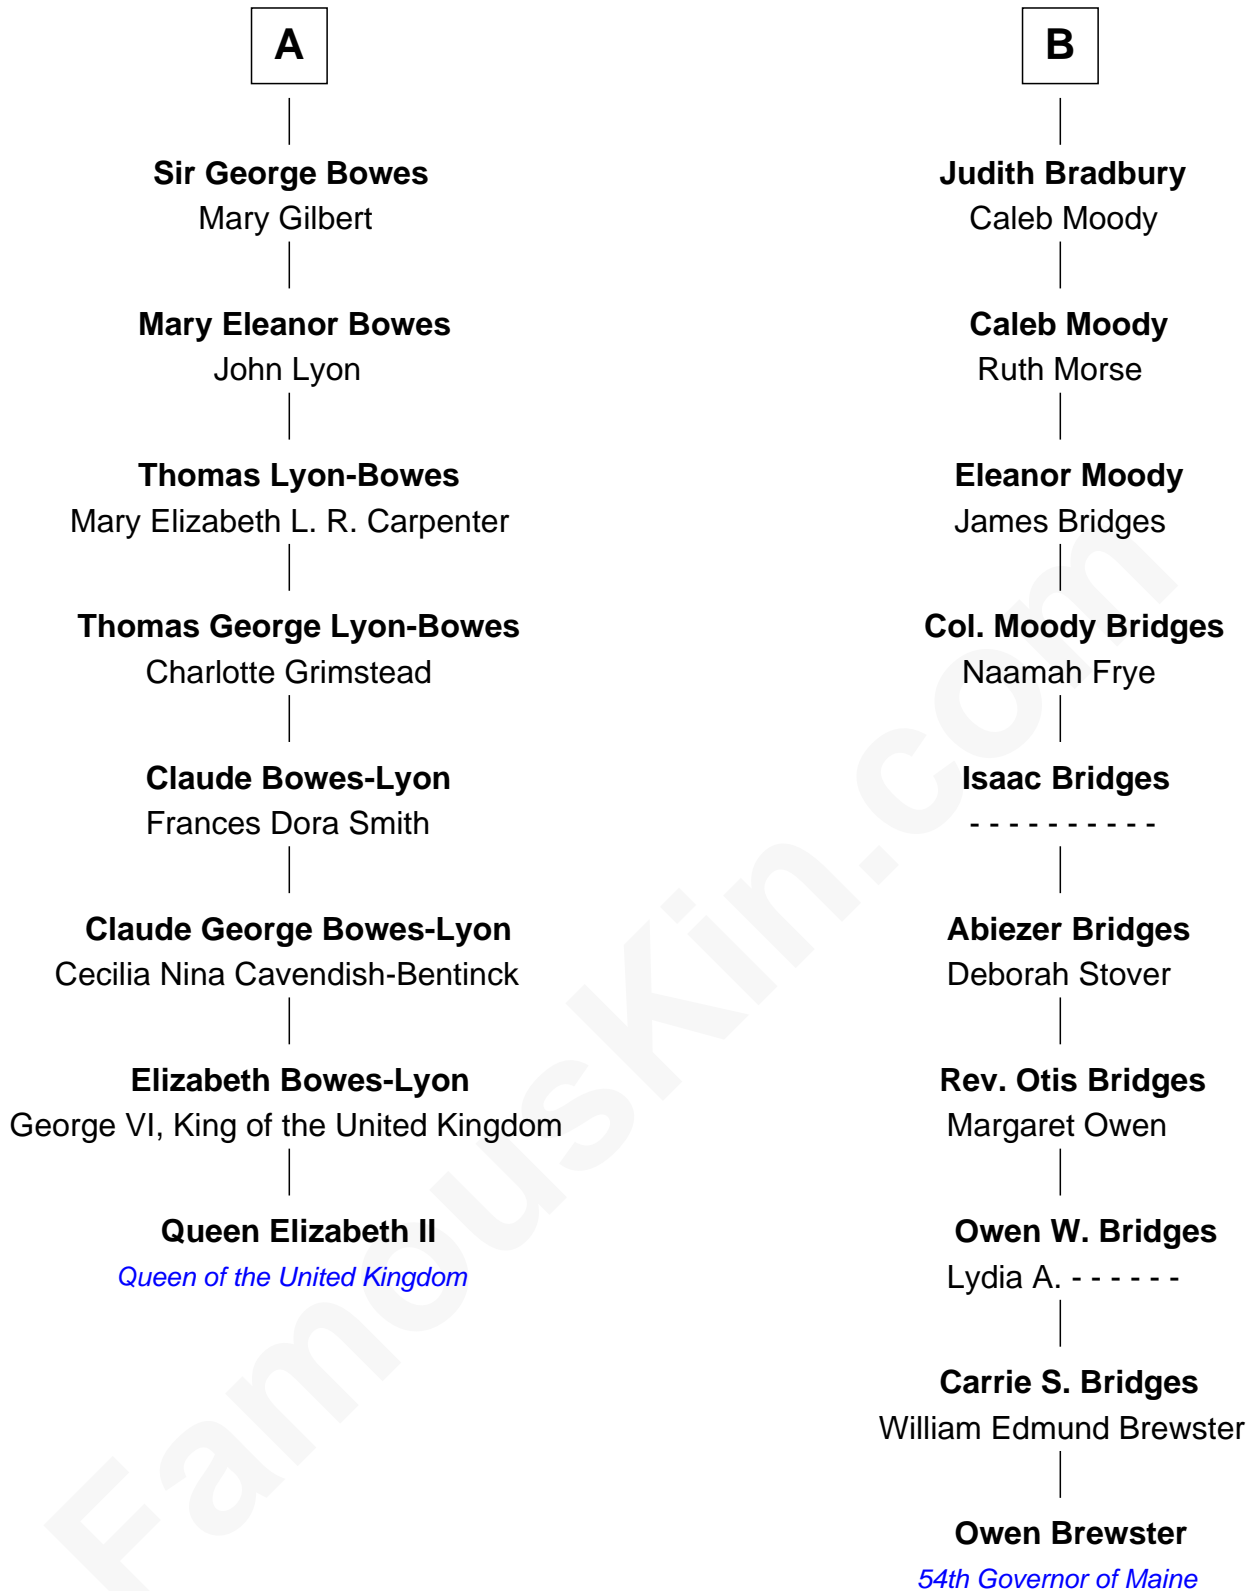 A
Sir George Bowes
Mary Gilbert
Mary Eleanor Bowes
John Lyon
Thomas Lyon-Bowes
Mary Elizabeth L. R. Carpenter
Thomas George Lyon-Bowes
Charlotte Grimstead
Claude Bowes-Lyon
Frances Dora Smith
Claude George Bowes-Lyon
Cecilia Nina Cavendish-Bentinck
Elizabeth Bowes-Lyon
George VI, King of the United Kingdom
Queen Elizabeth II
Queen of the United Kingdom
B
Judith Bradbury
Caleb Moody
Caleb Moody
Ruth Morse
Eleanor Moody
James Bridges
Col. Moody Bridges
Naamah Frye
Isaac Bridges
- - - - - - - - - -
Abiezer Bridges
Deborah Stover
Rev. Otis Bridges
Margaret Owen
Owen W. Bridges
Lydia A. - - - - - -
Carrie S. Bridges
William Edmund Brewster
Owen Brewster
54th Governor of Maine
FamousKin.com